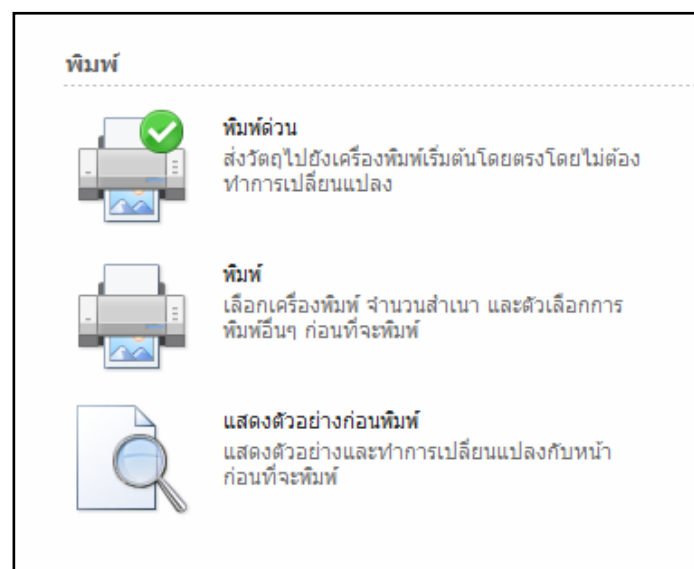 พิมพ์
พิมพ์ด่วน
ส่งวัตถุไปยังเครื่องพิมพ์เริ่มต้นโดยตรงโดยไม่ต้อง
ทำการเปลี่ยนแปลง
พิมพ์
เลือกเครื่องพิมพ์ จำนวนสำเนา และตัวเลือกการ
พิมพ์อื่นๆ ก่อนที่จะพิมพ์
แสดงตัวอย่างก่อนพิมพ์
แสดงตัวอย่างและทำการเปลี่ยนแปลงกับหน้า
ก่อนที่จะพิมพ์